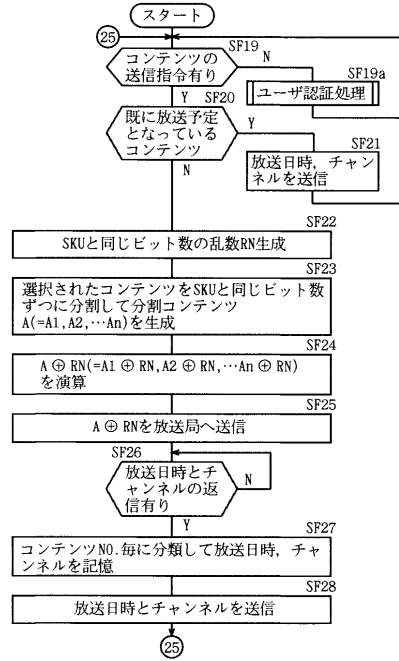 スタート
25
SF19
コンテンツの
送信指令有り
N
SF19a
ユーザ認証処理
Y
SF20
既に放送予定
となっている
コンテンツ
Y
SF21
放送日時，チャン
ネルを送信
N
SF22
SKUと同じビット数の乱数RN生成
SF23
選択されたコンテンツをSKUと同じビット数
ずつに分割して分割コンテンツ
A(=A1,A2,…An)を生成
SF24
A ⊕ RN(=A1 ⊕ RN,A2 ⊕ RN,…An ⊕ RN)
を演算
SF25
A ⊕ RNを放送局へ送信
SF26
放送日時とチ
ャンネルの返
信有り
N
Y
SF27
コンテンツNO.毎に分類して放送日時，チャ
ンネルを記憶
SF28
放送日時とチャンネルを送信
25